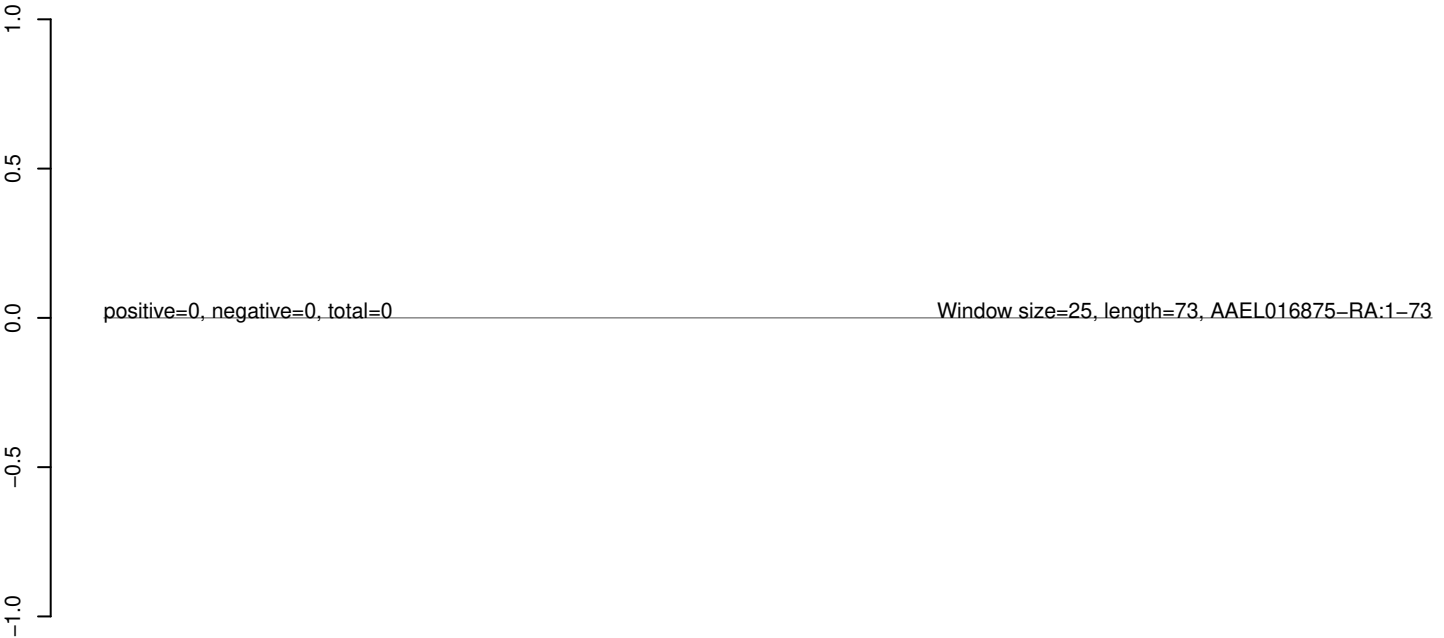 1.0
0.5
positive=0, negative=0, total=0
Window size=25, length=73, AAEL016875−RA:1−73
0.0
−0.5
−1.0